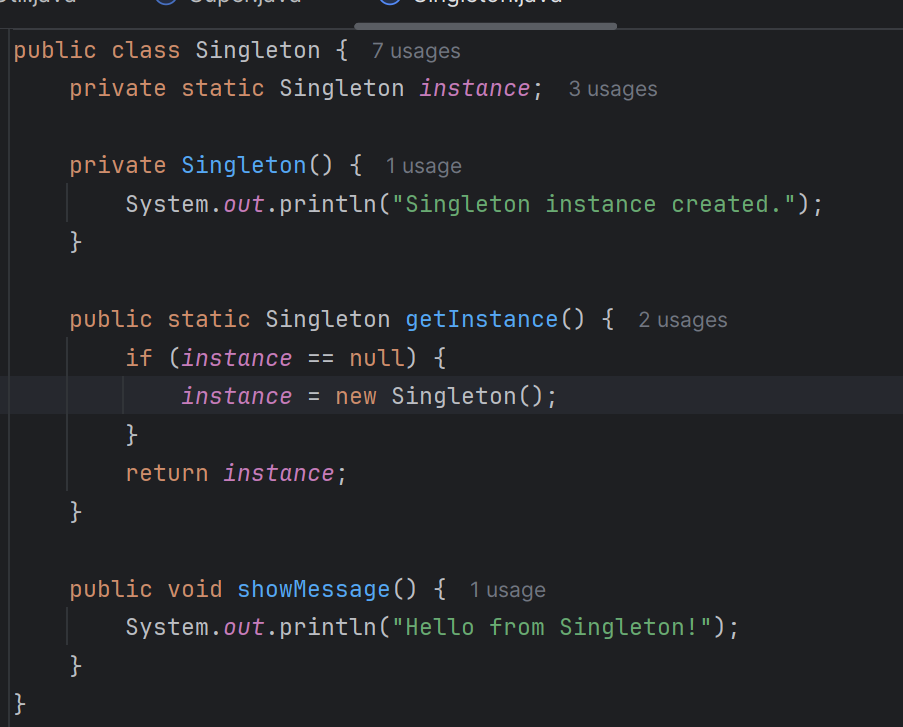 public class Singleton {  7 usages
    private static Singleton instance;  3 usages

    private Singleton() {  1 usage
        System.out.println("Singleton instance created.");
    }

    public static Singleton getInstance() {  2 usages
        if (instance == null) {
            instance = new Singleton();
        }
        return instance;
    }

    public void showMessage() {  1 usage
        System.out.println("Hello from Singleton!");
    }
}